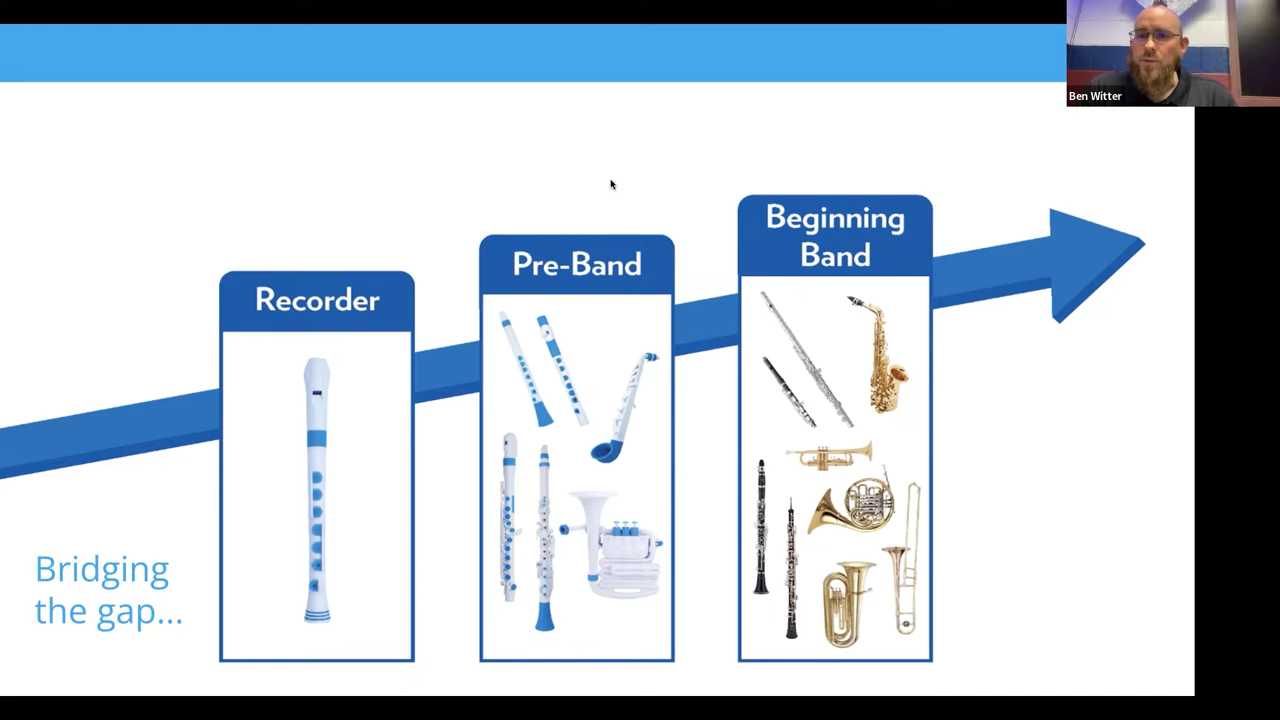 Ben Witter
Recorder
Pre-Band
Beginning
Band
Bridging
the gap...